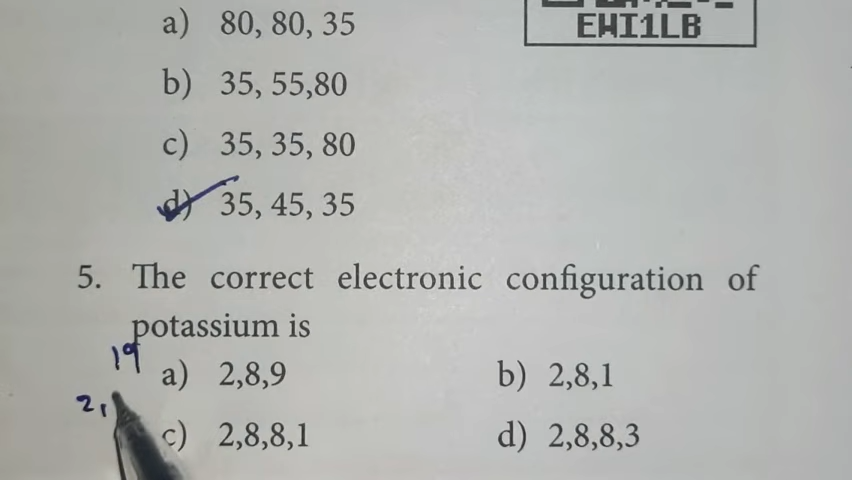 EWI1LB
a) 80, 80, 35
b) 35, 55,80
c) 35, 35, 80
d) 35, 45, 35
5. The correct electronic configuration of
potassium is
19
a) 2,8,9 b) 2,8,1
2,
c) 2,8,8,1 d) 2,8,8,3